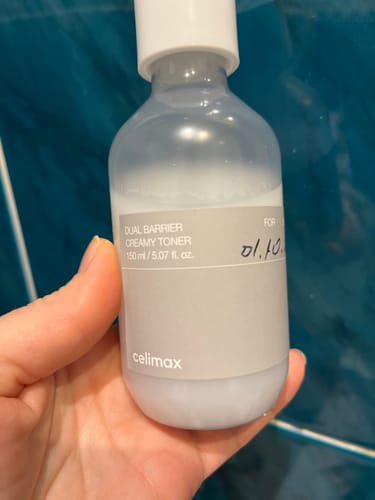 DUAL BARRIER
CREAMY TONER
150 ml / 5.07 fl. oz.
FOR
01.10.
celimax